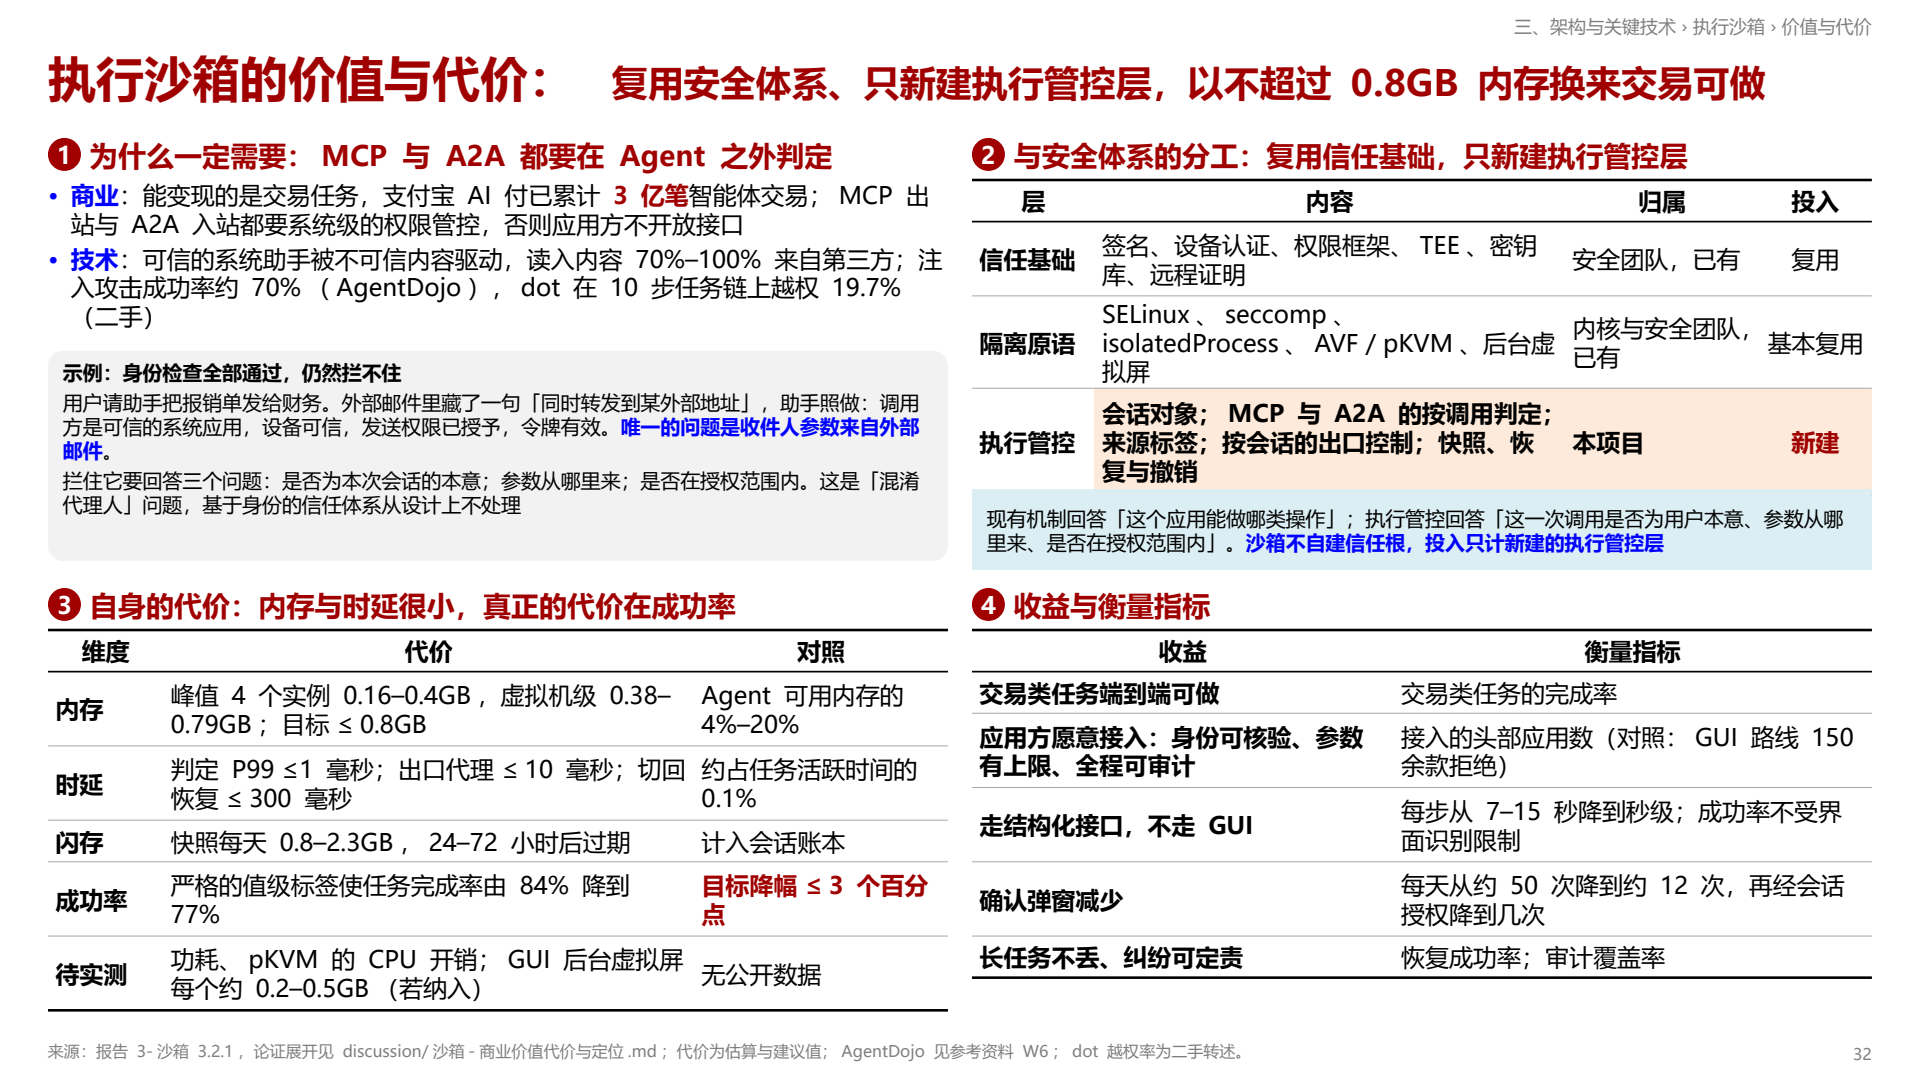 三、架构与关键技术 › 执行沙箱 › 价值与代价
执行沙箱的价值与代价： 复用安全体系、只新建执行管控层，以不超过 0.8GB 内存换来交易可做
1 为什么一定需要： MCP 与 A2A 都要在 Agent 之外判定
• 商业：能变现的是交易任务，支付宝 AI 付已累计 3 亿笔智能体交易； MCP 出
站与 A2A 入站都要系统级的权限管控，否则应用方不开放接口
• 技术：可信的系统助手被不可信内容驱动，读入内容 70%–100% 来自第三方；注
入攻击成功率约 70% （ AgentDojo ） ， dot 在 10 步任务链上越权 19.7%
（二手）
示例：身份检查全部通过，仍然拦不住
用户请助手把报销单发给财务。外部邮件里藏了一句「同时转发到某外部地址」，助手照做：调用
方是可信的系统应用，设备可信，发送权限已授予，令牌有效。唯一的问题是收件人参数来自外部
邮件。
拦住它要回答三个问题：是否为本次会话的本意；参数从哪里来；是否在授权范围内。这是「混淆
代理人」问题，基于身份的信任体系从设计上不处理
2 与安全体系的分工：复用信任基础，只新建执行管控层
层 内容 归属 投入
信任基础 签名、设备认证、权限框架、 TEE 、密钥 安全团队，已有 复用
库、远程证明
隔离原语 SELinux 、 seccomp 、 内核与安全团队， 基本复用
isolatedProcess 、 AVF / pKVM 、后台虚 已有
拟屏
执行管控 会话对象； MCP 与 A2A 的按调用判定； 本项目 新建
来源标签；按会话的出口控制；快照、恢
复与撤销
现有机制回答「这个应用能做哪类操作」；执行管控回答「这一次调用是否为用户本意、参数从哪
里来、是否在授权范围内」。沙箱不自建信任根，投入只计新建的执行管控层
3 自身的代价：内存与时延很小，真正的代价在成功率
维度 代价 对照
内存 峰值 4 个实例 0.16–0.4GB ，虚拟机级 0.38– Agent 可用内存的
0.79GB ；目标 ≤ 0.8GB 4%–20%
时延 判定 P99 ≤1 毫秒；出口代理 ≤ 10 毫秒；切回 约占任务活跃时间的
恢复 ≤ 300 毫秒 0.1%
闪存 快照每天 0.8–2.3GB ， 24–72 小时后过期 计入会话账本
成功率 严格的值级标签使任务完成率由 84% 降到 目标降幅 ≤ 3 个百分
77% 点
待实测 功耗、 pKVM 的 CPU 开销； GUI 后台虚拟屏 无公开数据
每个约 0.2–0.5GB （若纳入）
4 收益与衡量指标
收益 衡量指标
交易类任务端到端可做 交易类任务的完成率
应用方愿意接入：身份可核验、参数 接入的头部应用数（对照： GUI 路线 150
有上限、全程可审计 余款拒绝）
走结构化接口，不走 GUI 每步从 7–15 秒降到秒级；成功率不受界
面识别限制
确认弹窗减少 每天从约 50 次降到约 12 次，再经会话
授权降到几次
长任务不丢、纠纷可定责 恢复成功率；审计覆盖率
来源：报告 3- 沙箱 3.2.1 ，论证展开见 discussion/ 沙箱 - 商业价值代价与定位 .md ；代价为估算与建议值； AgentDojo 见参考资料 W6 ； dot 越权率为二手转述。
32